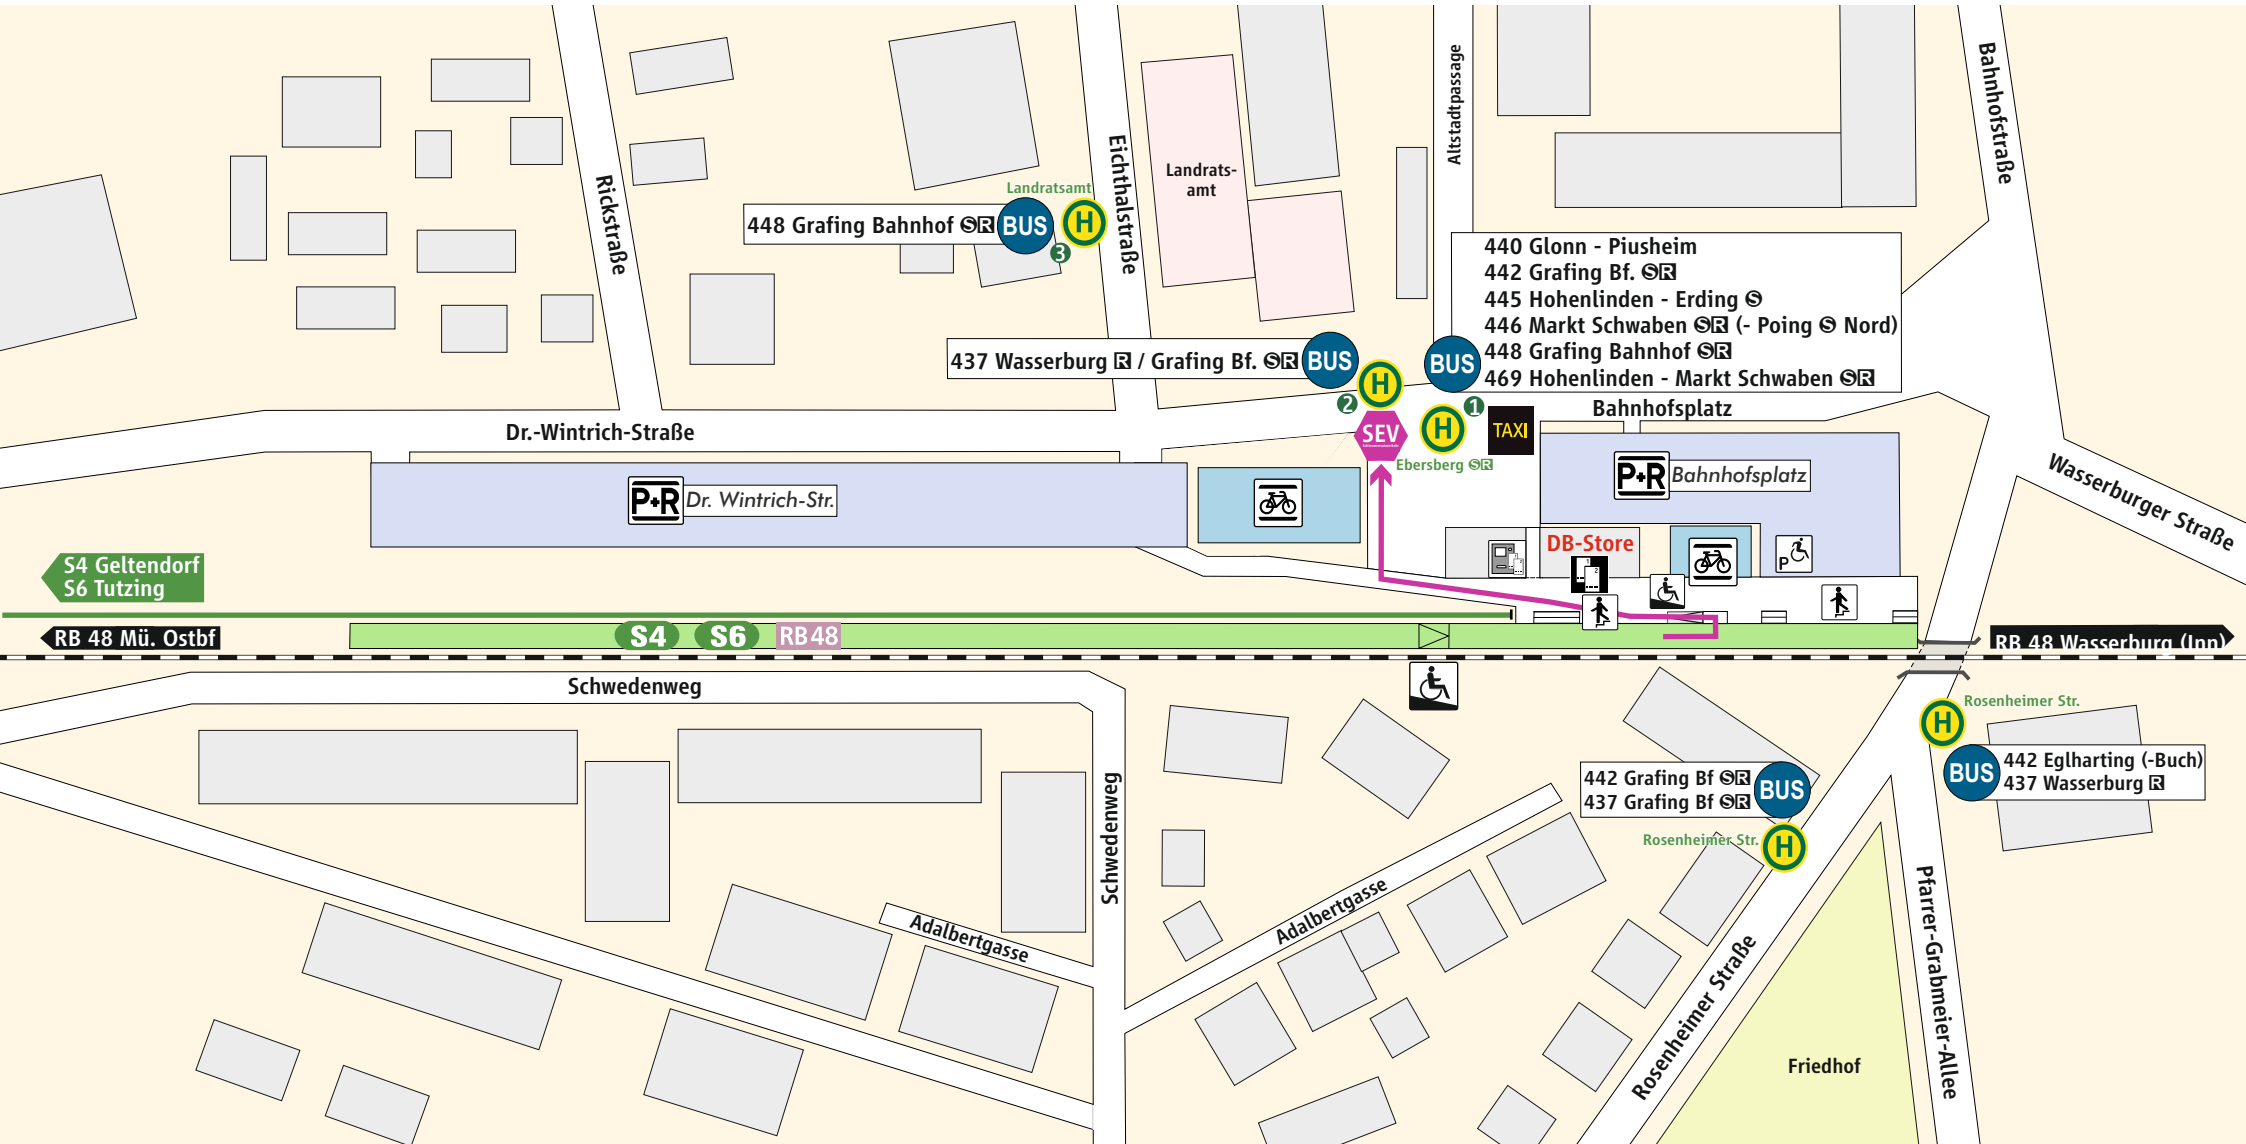 Rickstraße
Eichthalstraße
Altstadtpassage
Bahnhofstraße
Landrats-
amt
Landratsamt
448 Grafing Bahnhof S R
BUS
H
3
440 Glonn - Piusheim
442 Grafing Bf. S R
445 Hohenlinden - Erding S
446 Markt Schwaben S R (- Poing S Nord)
448 Grafing Bahnhof S R
469 Hohenlinden - Markt Schwaben S R
BUS
437 Wasserburg R / Grafing Bf. S R
BUS
H
2
1
H
SEV
TAXI
Ebersberg S R
Bahnhofsplatz
Dr.-Wintrich-Straße
P+R
Dr. Wintrich-Str.
P+R
Bahnhofsplatz
Wasserburger Straße
DB-Store
P
S4 Geltendorf
S6 Tutzing
RB 48 Mü. Ostbf
S4
S6
RB48
RB 48 Wasserburg (Inn)
Schwedenweg
Schwedenweg
Adalbertgasse
Adalbertgasse
Rosenheimer Str.
H
BUS
442 Eglharting (-Buch)
437 Wasserburg R
442 Grafing Bf S R
437 Grafing Bf S R
BUS
Rosenheimer Str.
H
Rosenheimer Straße
Pfarrer-Grabmeier-Allee
Friedhof